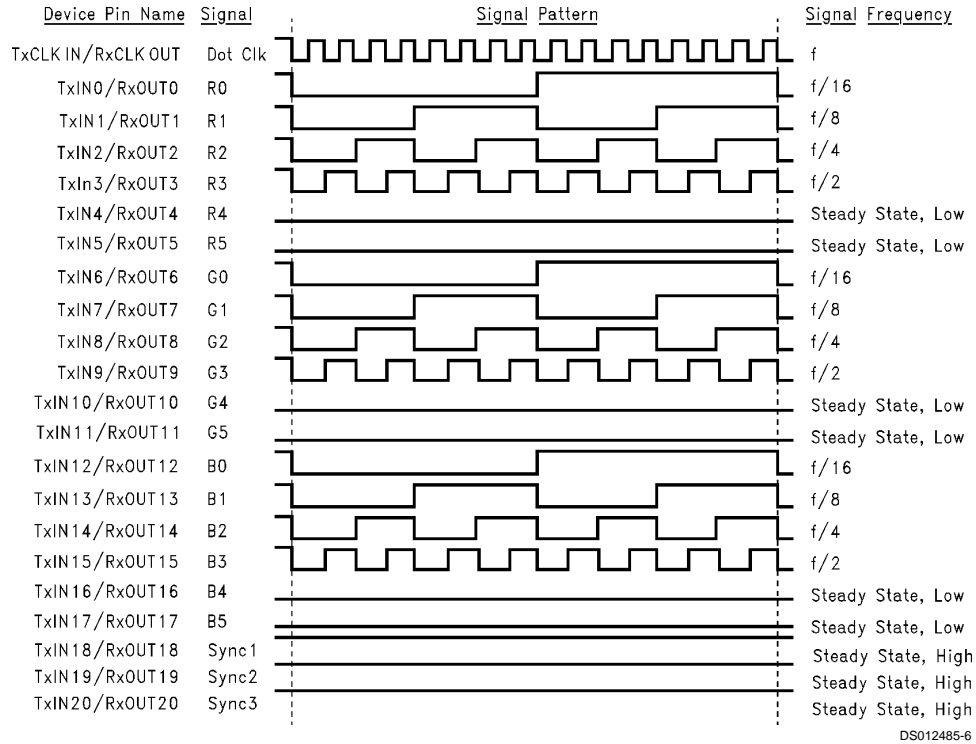 Device Pin Name Signal Signal Pattern Signal Frequency
TxCLK IN/RxCLK OUT Dot Clk f
TxIN0/RxOUT0 R0 f/16
TxIN1/RxOUT1 R1 f/8
TxIN2/RxOUT2 R2 f/4
TxIn3/RxOUT3 R3 f/2
TxIN4/RxOUT4 R4 Steady State, Low
TxIN5/RxOUT5 R5 Steady State, Low
TxIN6/RxOUT6 G0 f/16
TxIN7/RxOUT7 G1 f/8
TxIN8/RxOUT8 G2 f/4
TxIN9/RxOUT9 G3 f/2
TxIN10/RxOUT10 G4 Steady State, Low
TxIN11/RxOUT11 G5 Steady State, Low
TxIN12/RxOUT12 B0 f/16
TxIN13/RxOUT13 B1 f/8
TxIN14/RxOUT14 B2 f/4
TxIN15/RxOUT15 B3 f/2
TxIN16/RxOUT16 B4 Steady State, Low
TxIN17/RxOUT17 B5 Steady State, Low
TxIN18/RxOUT18 Sync1 Steady State, High
TxIN19/RxOUT19 Sync2 Steady State, High
TxIN20/RxOUT20 Sync3 Steady State, High
DS012485-6